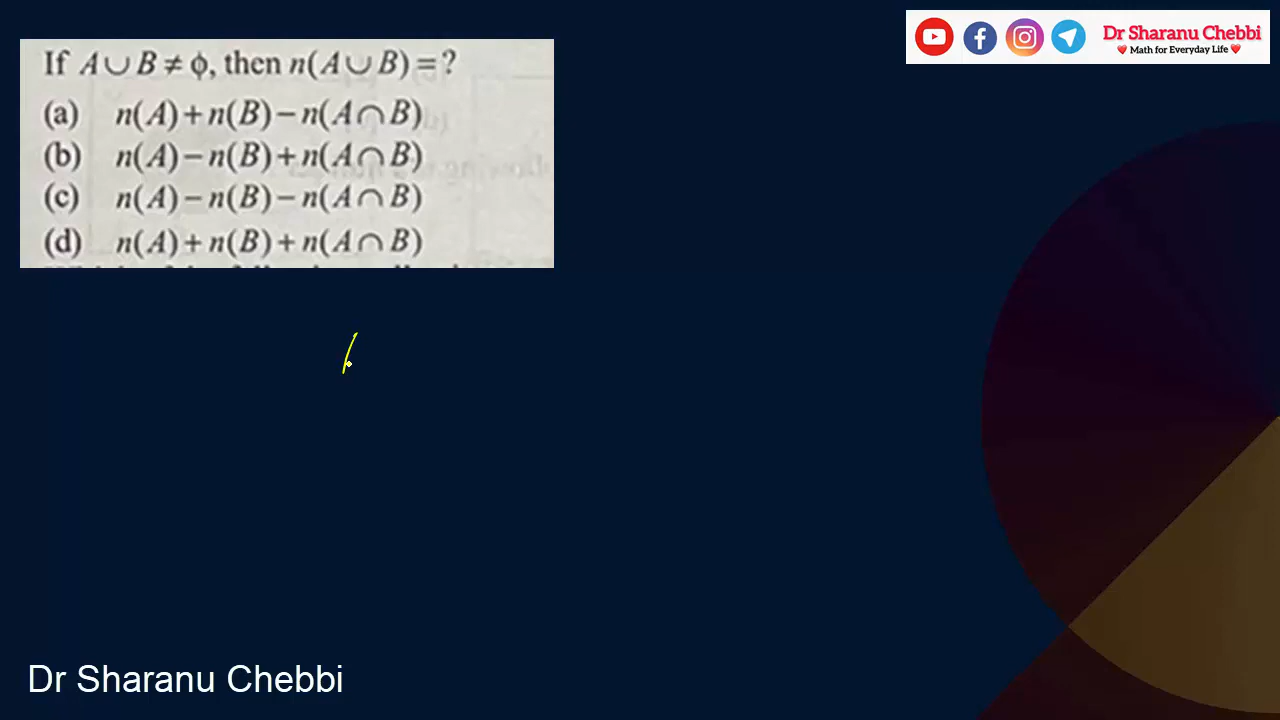 Dr Sharanu Chebbi
❤️ Math for Everyday Life ❤️
If A∪B≠ϕ, then n(A∪B)=?
(a) n(A)+n(B)−n(A∩B)
(b) n(A)−n(B)+n(A∩B)
(c) n(A)−n(B)−n(A∩B)
(d) n(A)+n(B)+n(A∩B)
Dr Sharanu Chebbi